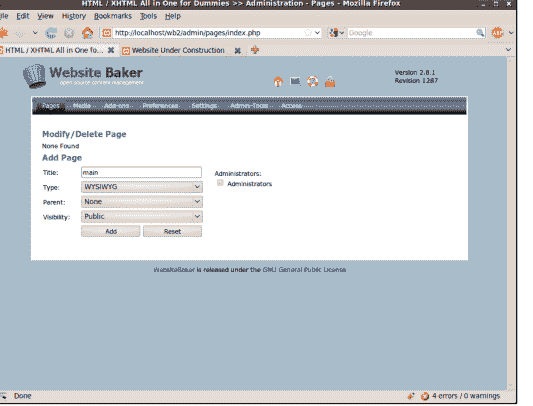 HTML / XHTML All in One for Dummies >> Administration - Pages - Mozilla Firefox
File Edit View History Bookmarks Tools Help
http://localhost/wb2/admin/pages/index.php Google ABP
HTML / XHTML All in One fo... Website Under Construction
Website Baker
open source content management
Version 2.8.1
Revision 1287
Pages Media Add-ons Preferences Settings Admin-Tools Access
Modify/Delete Page
None Found
Add Page
Title: main
Type: WYSIWYG
Parent: None
Visibility: Public
Add Reset
Administrators:
Administrators
WebsiteBaker is released under the GNU General Public License
Done 4 errors / 0 warnings